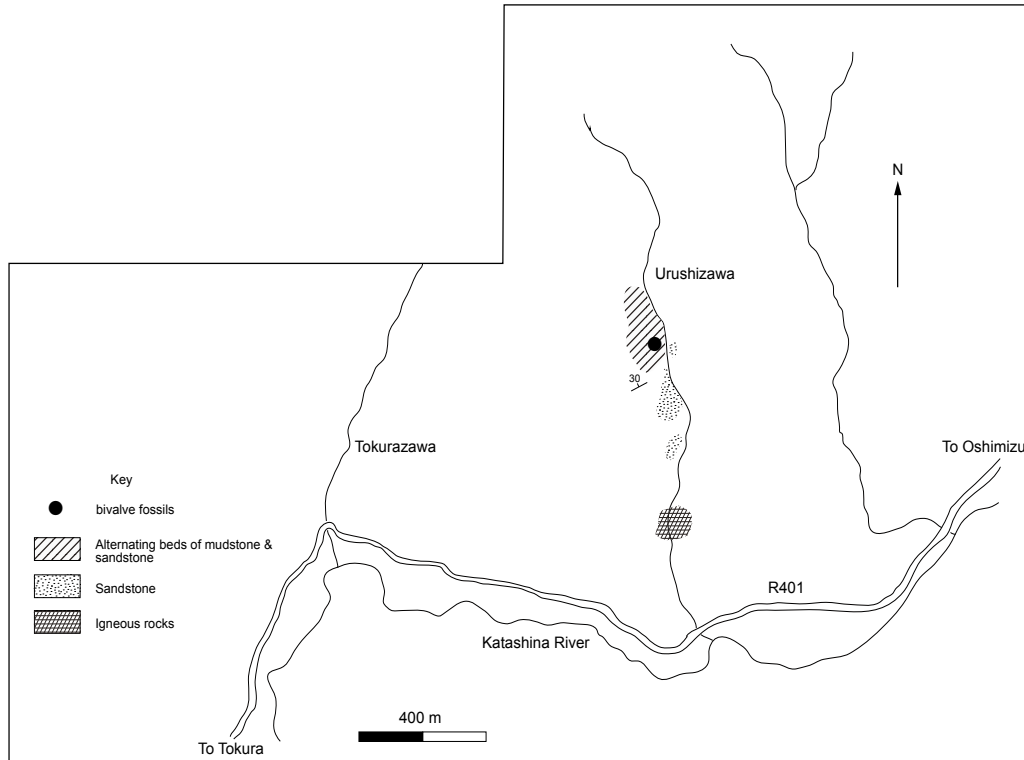 N
Urushizawa
30
Tokurazawa
To Oshimizu
Key
bivalve fossils
Alternating beds of mudstone &
sandstone
Sandstone
Igneous rocks
R401
Katashina River
400 m
To Tokura